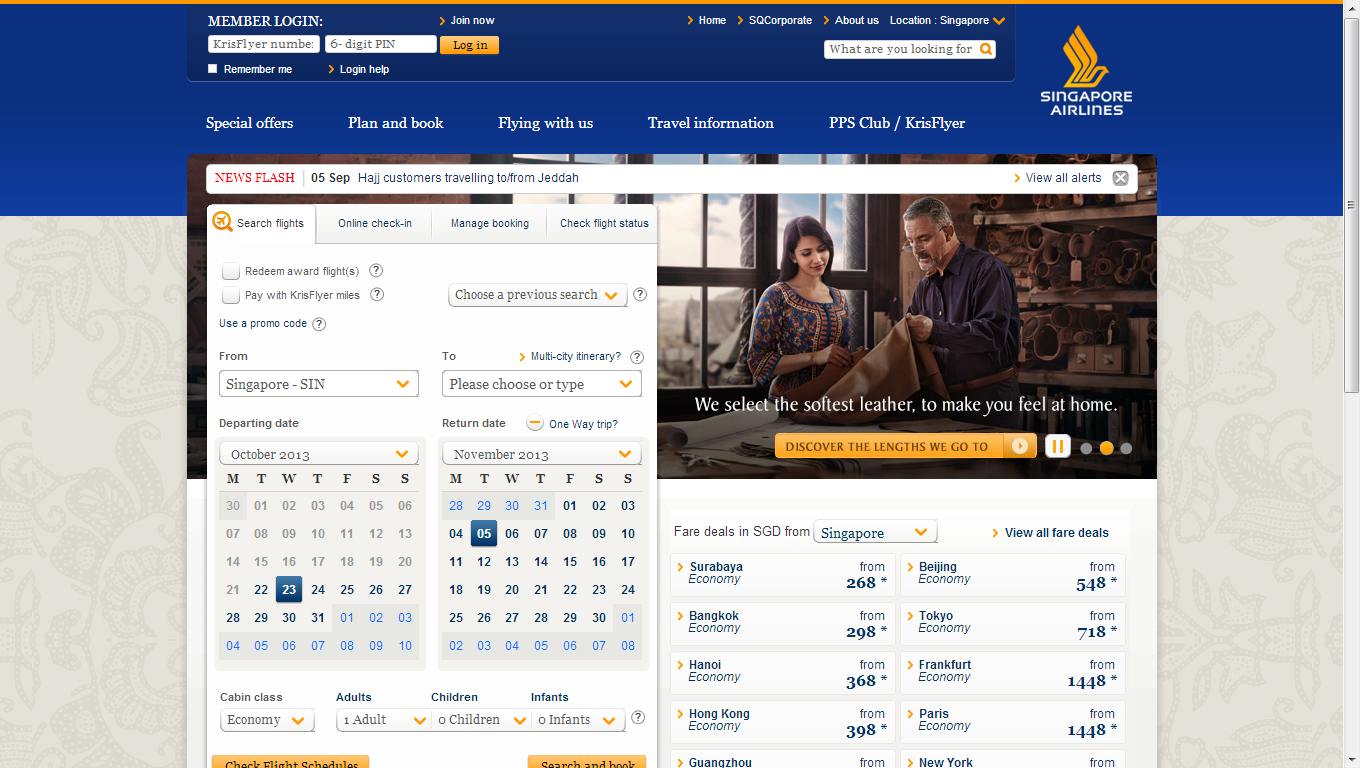 MEMBER LOGIN:
Join now
Home
SQCorporate
About us
Location : Singapore
KrisFlyer numbe:
6- digit PIN
Log in
What are you looking for
Remember me
Login help
SINGAPORE
AIRLINES
Special offers
Plan and book
Flying with us
Travel information
PPS Club / KrisFlyer
NEWS FLASH
05 Sep Hajj customers travelling to/from Jeddah
View all alerts
Search flights
Online check-in
Manage booking
Check flight status
Redeem award flight(s) ?
Pay with KrisFlyer miles ?
Choose a previous search ?
Use a promo code ?
From
To
Multi-city itinerary? ?
Singapore - SIN
Please choose or type
Departing date
Return date
One Way trip?
October 2013
M T W T F S S
30 01 02 03 04 05 06
07 08 09 10 11 12 13
14 15 16 17 18 19 20
21 22 23 24 25 26 27
28 29 30 31 01 02 03
04 05 06 07 08 09 10
November 2013
M T W T F S S
28 29 30 31 01 02 03
04 05 06 07 08 09 10
11 12 13 14 15 16 17
18 19 20 21 22 23 24
25 26 27 28 29 30 01
02 03 04 05 06 07 08
Cabin class
Adults
Children
Infants
Economy
1 Adult
0 Children
0 Infants ?
Check Flight Schedules
Search and book
We select the softest leather, to make you feel at home.
DISCOVER THE LENGTHS WE GO TO
Fare deals in SGD from Singapore
View all fare deals
Surabaya from
Economy 268 *
Beijing from
Economy 548 *
Bangkok from
Economy 298 *
Tokyo from
Economy 718 *
Hanoi from
Economy 368 *
Frankfurt from
Economy 1448 *
Hong Kong from
Economy 398 *
Paris from
Economy 1448 *
Guangzhou from
New York from